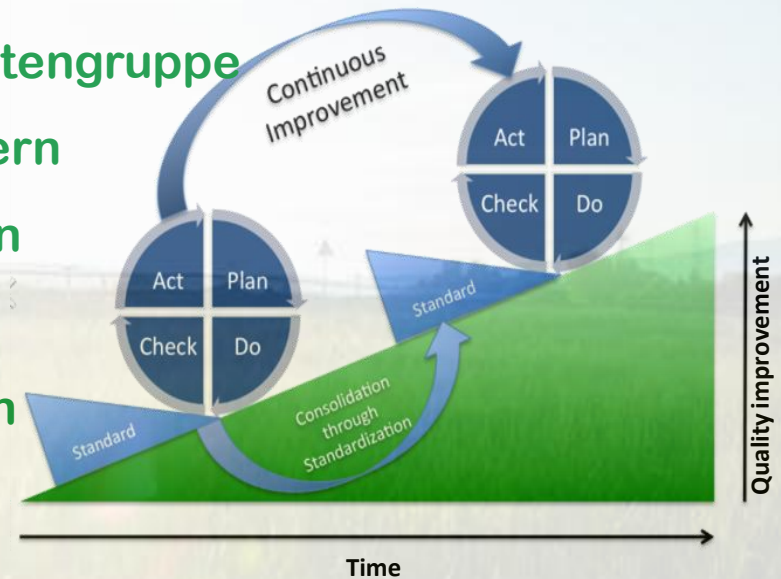 tengruppe
ern
n
n
Continuous
Improvement
Act
Plan
Check
Do
Act
Plan
Check
Do
Standard
Standard
Consolidation
through
Standardization
Quality improvement
Time